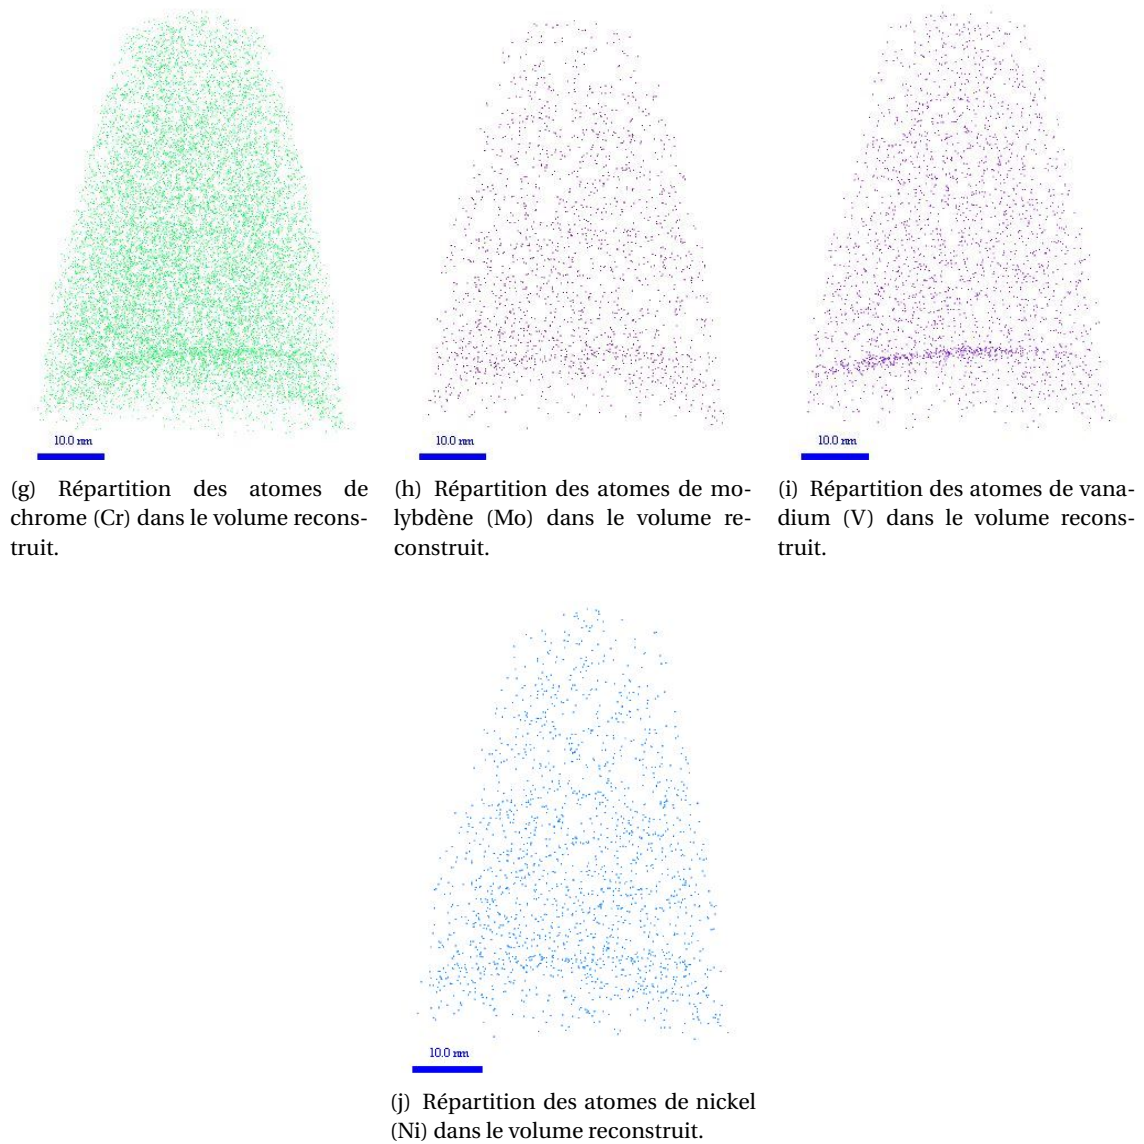 10.0 nm
10.0 nm
10.0 nm
(g) Répartition des atomes de
chrome (Cr) dans le volume recons-
truit.
(h) Répartition des atomes de mo-
lybdène (Mo) dans le volume re-
construit.
(i) Répartition des atomes de vana-
dium (V) dans le volume recons-
truit.
10.0 nm
(j) Répartition des atomes de nickel
(Ni) dans le volume reconstruit.